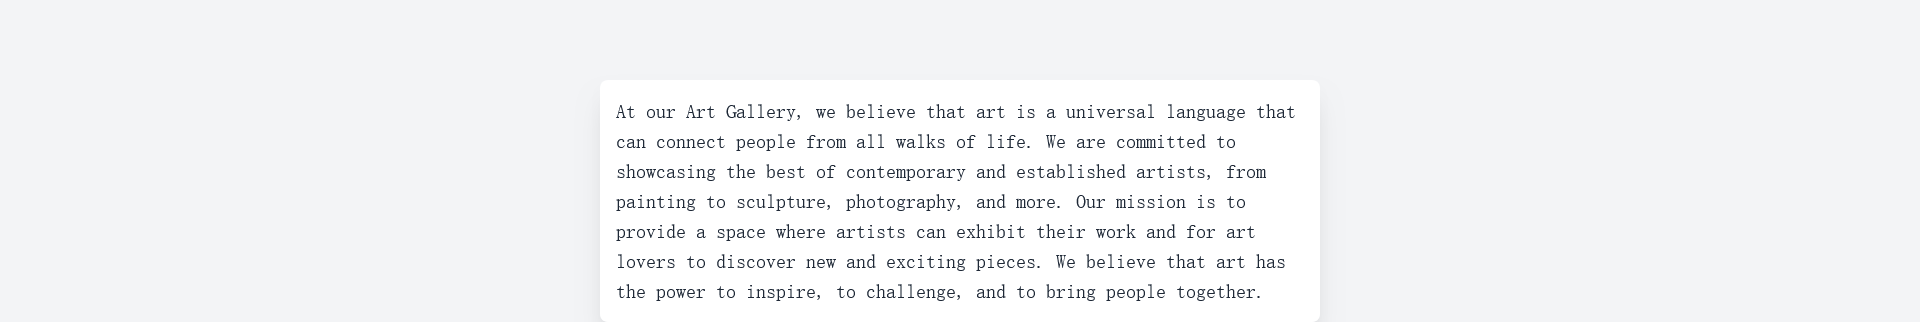 At our Art Gallery, we believe that art is a universal language that
can connect people from all walks of life. We are committed to
showcasing the best of contemporary and established artists, from
painting to sculpture, photography, and more. Our mission is to
provide a space where artists can exhibit their work and for art
lovers to discover new and exciting pieces. We believe that art has
the power to inspire, to challenge, and to bring people together.